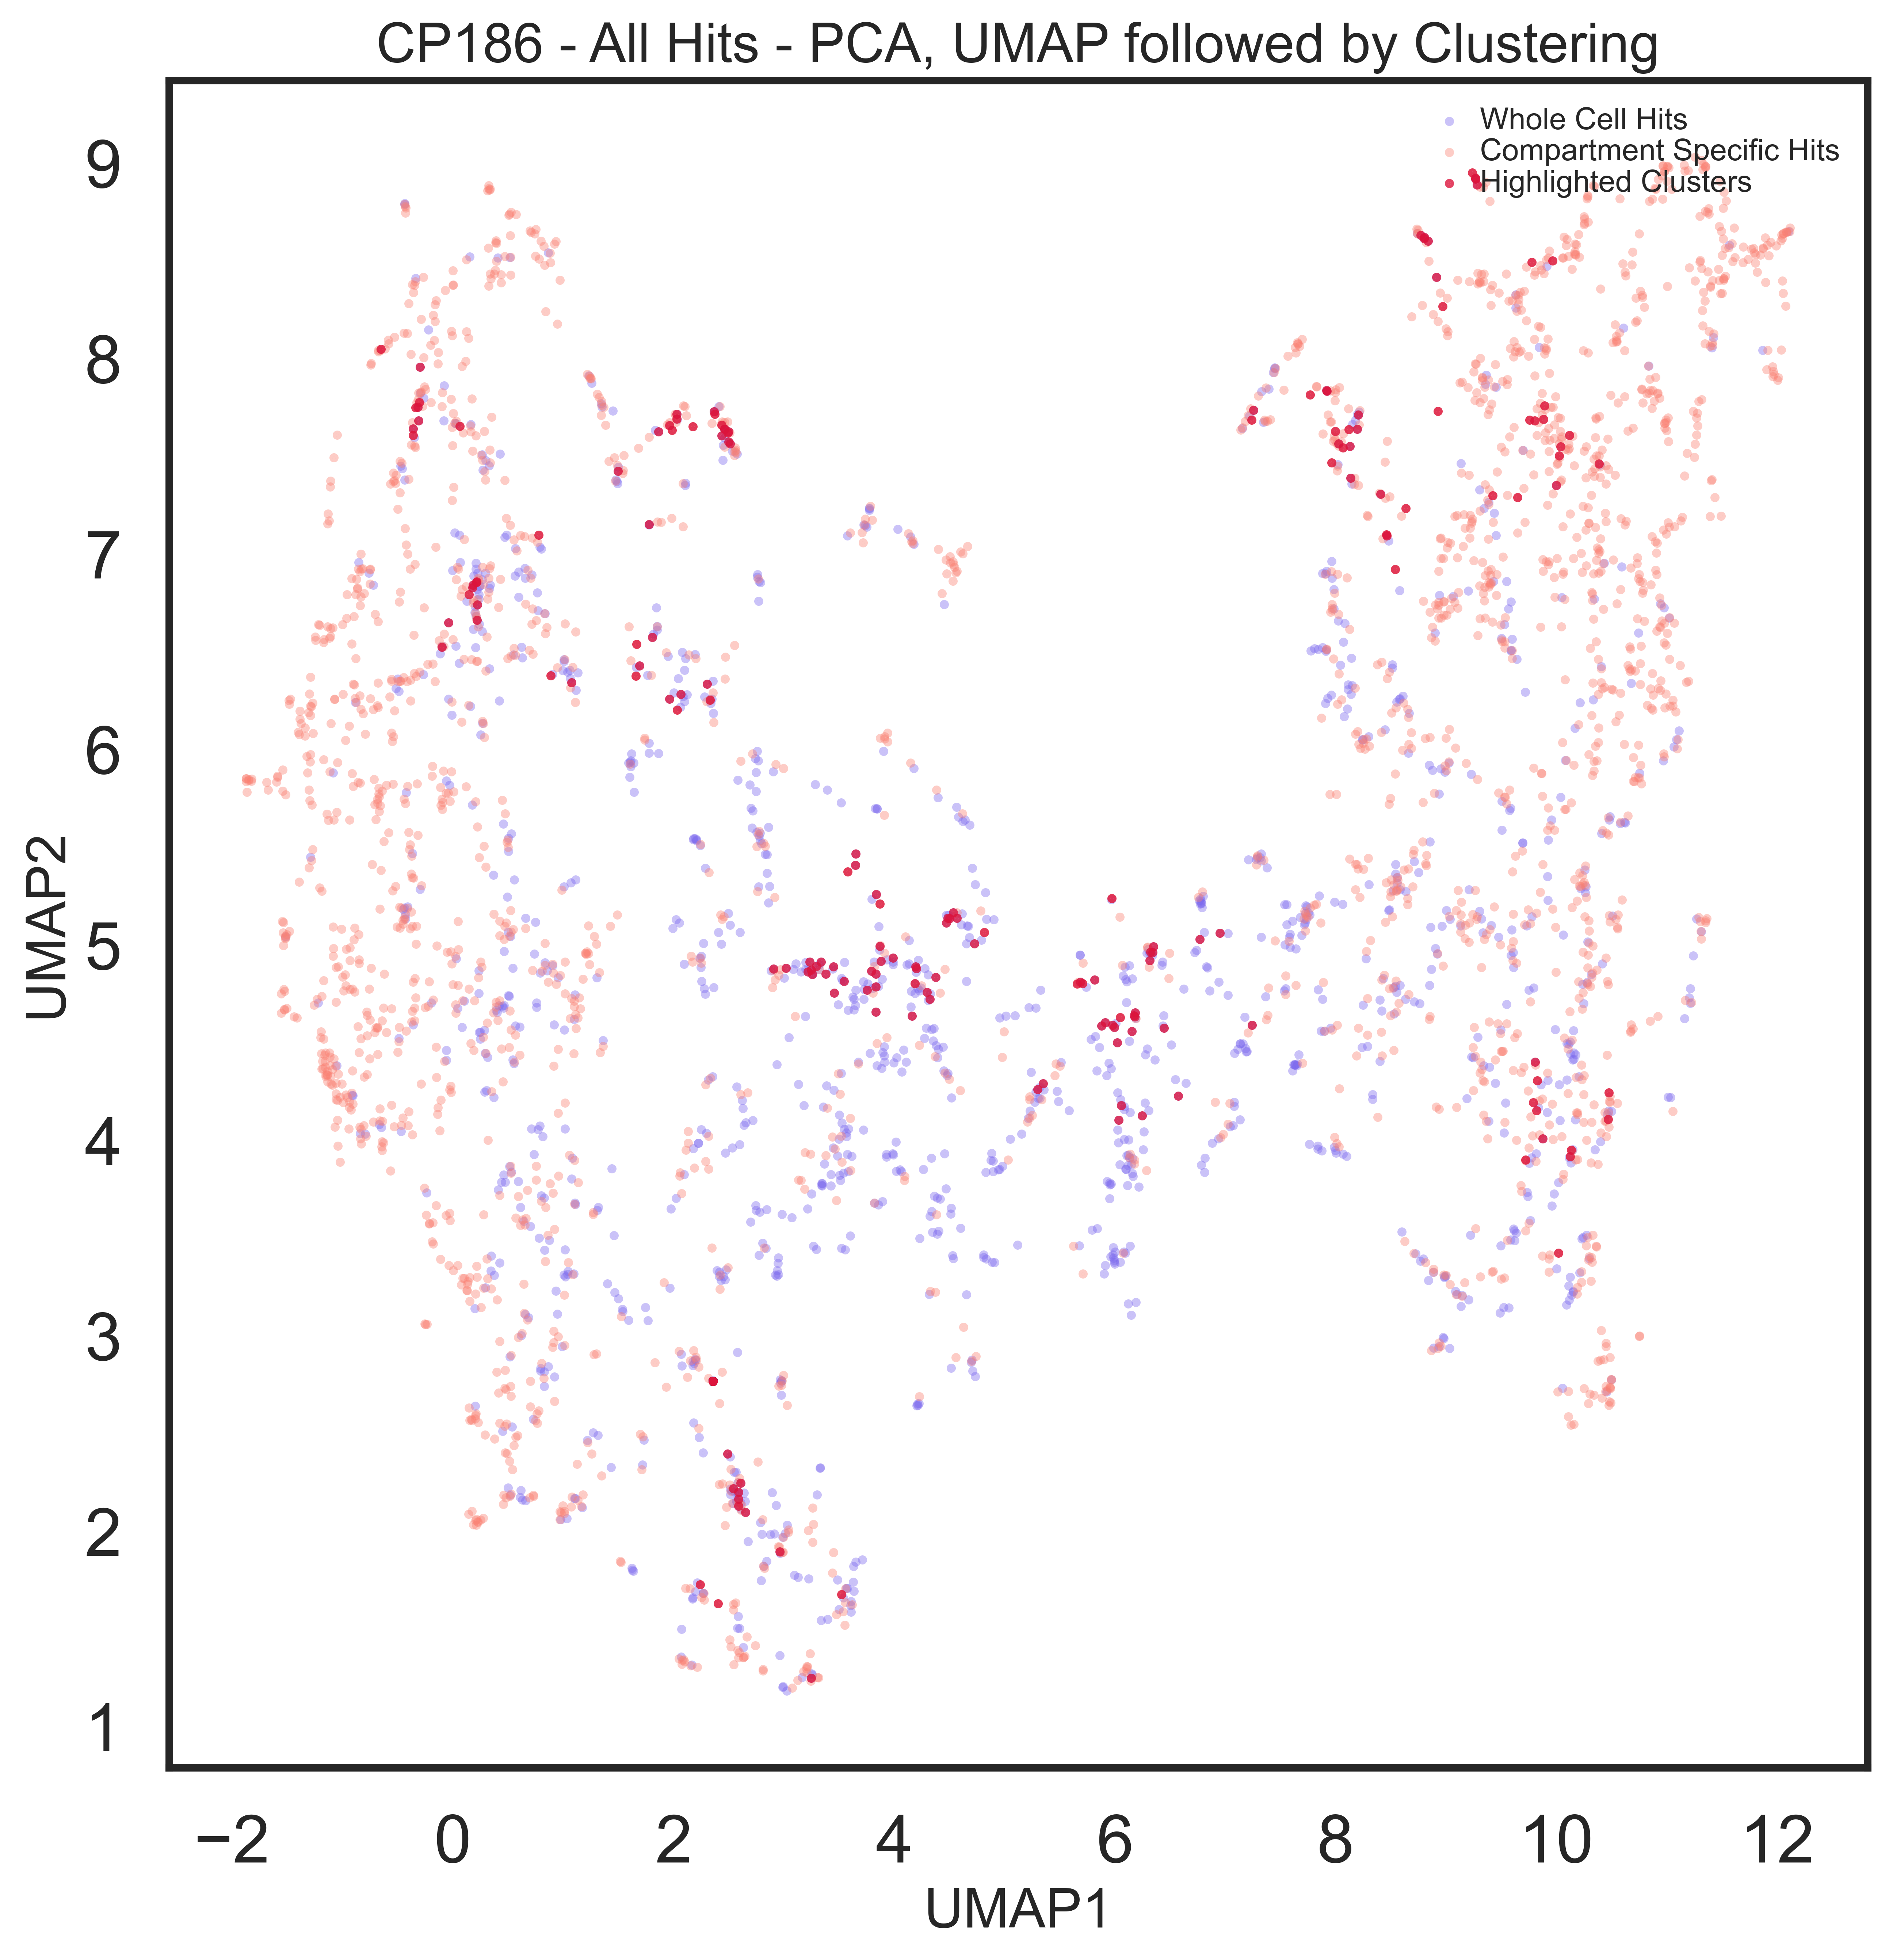 CP186 - All Hits - PCA, UMAP followed by Clustering
Whole Cell Hits
Compartment Specific Hits
Highlighted Clusters
9
8
7
6
5
4
3
2
1
UMAP2
−2 0 2 4 6 8 10 12
UMAP1